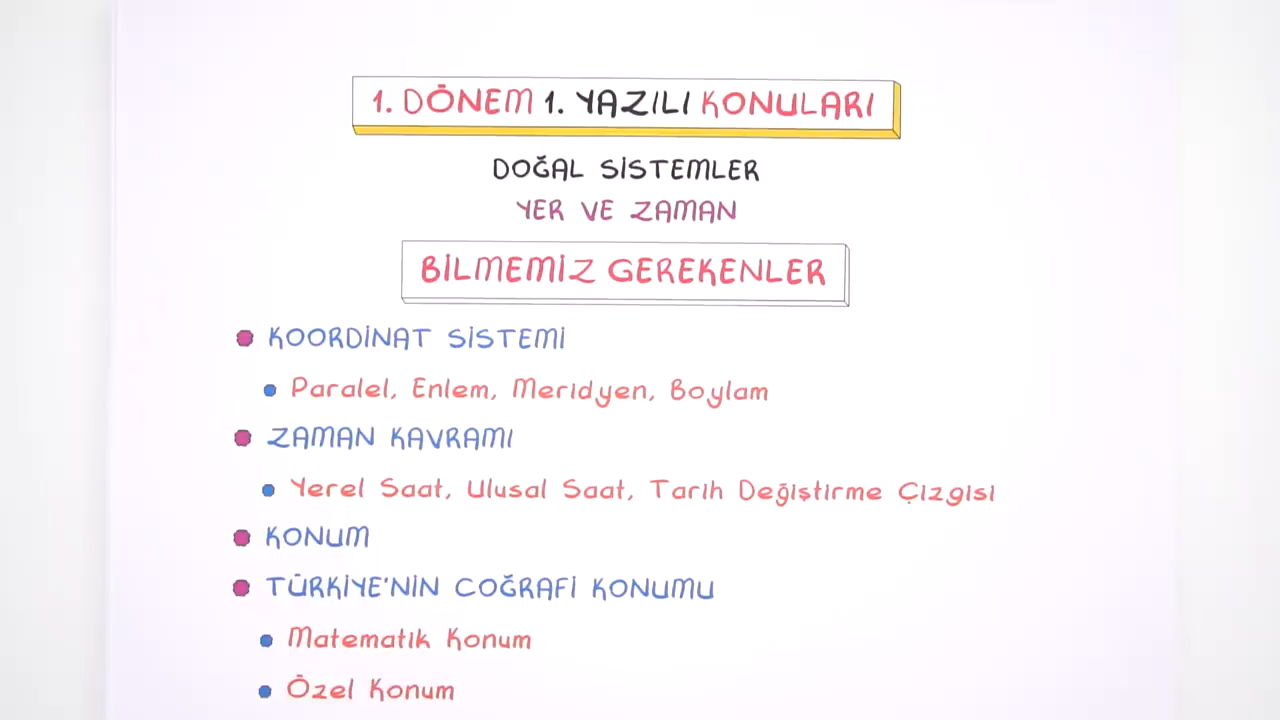 1. DÖNEM 1. YAZILI KONULARI
DOĞAL SİSTEMLER
YER VE ZAMAN
BİLMEMİZ GEREKENLER
KOORDİNAT SİSTEMİ
Paralel, Enlem, Meridyen, Boylam
ZAMAN KAVRAMI
Yerel Saat, Ulusal Saat, Tarih Değiştirme Çizgisi
KONUM
TÜRKİYE'NİN COĞRAFİ KONUMU
Matematik Konum
Özel Konum